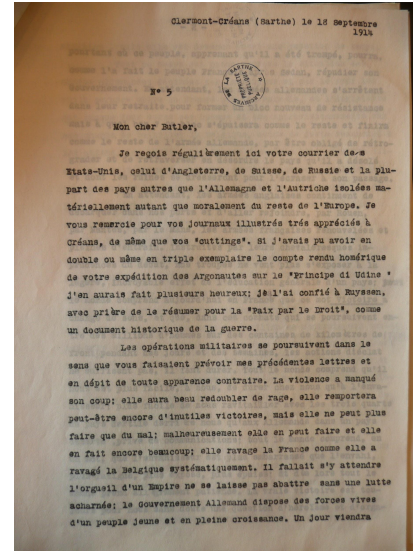 Clermont-Créans (Sarthe) le 18 Septembre
1914
N° 5
ARCHIVES DE LA SARTHE
PROPRIÉTÉ PUBLIQUE
Mon cher Butler,
Je reçois régulièrement ici votre courrier des
Etats-Unis, celui d'Angleterre, de Suisse, de Russie et la plu-
part des pays autres que l'Allemagne et l'Autriche isolées ma-
tériellement autant que moralement du reste de l'Europe. Je
vous remercie pour vos journaux illustrés très appréciés à
Créans, de même que vos "cuttings". Si j'avais pu avoir en
double ou même en triple exemplaire le compte rendu homérique
de votre expédition des Argonautes sur le "Principe di Udine "
j'en aurais fait plusieurs heureux; je l'ai confié à Ruyssen,
avec prière de le résumer pour la "Paix par le Droit", comme
un document historique de la guerre.
Les opérations militaires se poursuivent dans le
sens que vous faisaient prévoir mes précédentes lettres et
en dépit de toute apparence contraire. La violence a manqué
son coup; elle aura beau redoubler de rage, elle remportera
peut-être encore d'inutiles victoires, mais elle ne peut plus
faire que du mal; malheureusement elle en peut faire et elle
en fait encore beaucoup; elle ravage la France comme elle a
ravagé la Belgique systématiquement. Il fallait s'y attendre
l'orgueil d'un Empire ne se laisse pas abattre sans une lutte
acharnée; le Gouvernement Allemand dispose des forces vives
d'un peuple jeune et en pleine croissance. Un jour viendra